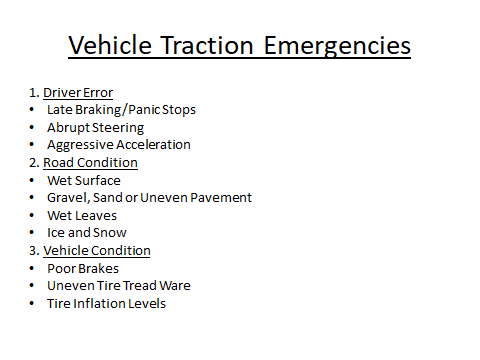 Vehicle Traction Emergencies
1. Driver Error
• Late Braking/Panic Stops
• Abrupt Steering
• Aggressive Acceleration
2. Road Condition
• Wet Surface
• Gravel, Sand or Uneven Pavement
• Wet Leaves
• Ice and Snow
3. Vehicle Condition
• Poor Brakes
• Uneven Tire Tread Ware
• Tire Inflation Levels